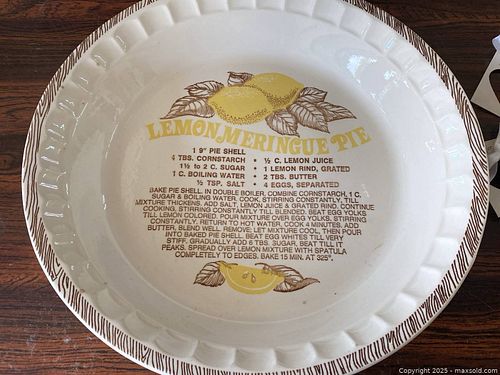 LEMON MERINGUE PIE
1 9" PIE SHELL
4 TBS. CORNSTARCH • ½ C. LEMON JUICE
1½ to 2 C. SUGAR • 1 LEMON RIND, GRATED
1 C. BOILING WATER • 2 TBS. BUTTER
½ TSP. SALT • 4 EGGS, SEPARATED
BAKE PIE SHELL. IN DOUBLE BOILER, COMBINE CORNSTARCH, 1 C.
SUGAR & BOILING WATER. COOK, STIRRING CONSTANTLY, TILL
MIXTURE THICKENS. ADD SALT, LEMON JUICE & GRATED RIND. CONTINUE
COOKING, STIRRING CONSTANTLY TILL BLENDED. BEAT EGG YOLKS
TILL LEMON COLORED. POUR MIXTURE OVER EGG YOLKS, STIRRING
CONSTANTLY. RETURN TO HOT WATER, COOK 4 MINUTES. ADD
BUTTER, BLEND WELL. REMOVE, LET MIXTURE COOL, THEN POUR
INTO BAKED PIE SHELL. BEAT EGG WHITES TILL VERY
STIFF. GRADUALLY ADD 6 TBS. SUGAR. BEAT TILL IT
PEAKS. SPREAD OVER LEMON MIXTURE WITH SPATULA
COMPLETELY TO EDGES. BAKE 15 MIN. AT 325°.
Copyright 2025 - maxsold.com